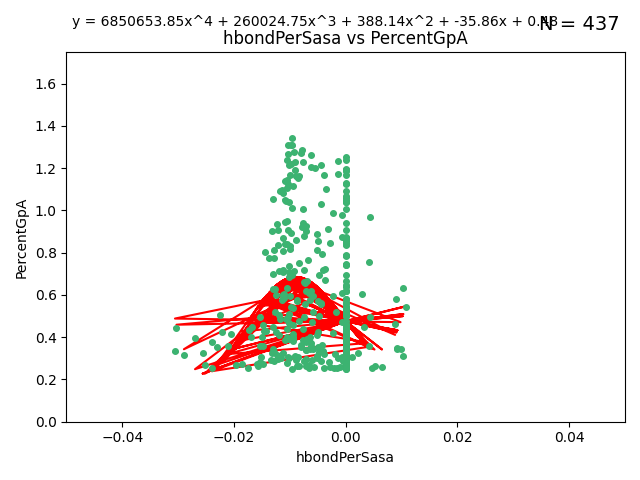 y = 6850653.85x^4 + 260024.75x^3 + 388.14x^2 + -35.86x + 0.48
N = 437
hbondPerSasa vs PercentGpA
1.6
1.4
1.2
1.0
0.8
0.6
0.4
0.2
0.0
PercentGpA
−0.04 −0.02 0.00 0.02 0.04
hbondPerSasa